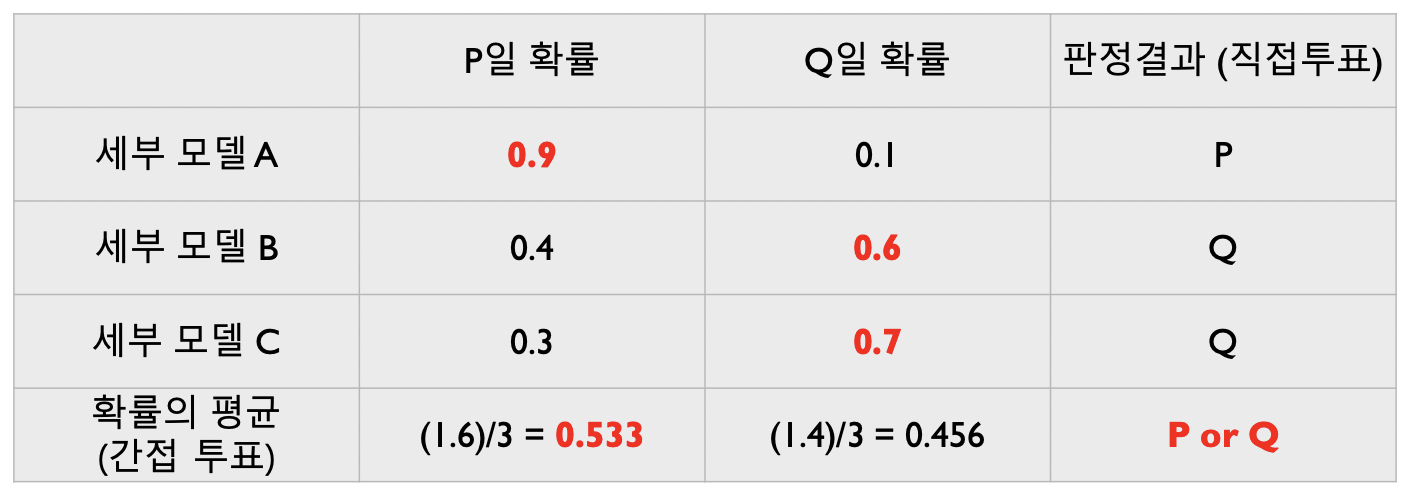 P일 확률 Q일 확률 판정결과 (직접투표)
세부 모델 A 0.9 0.1 P
세부 모델 B 0.4 0.6 Q
세부 모델 C 0.3 0.7 Q
확률의 평균
(간접 투표) (1.6)/3 = 0.533 (1.4)/3 = 0.456 P or Q